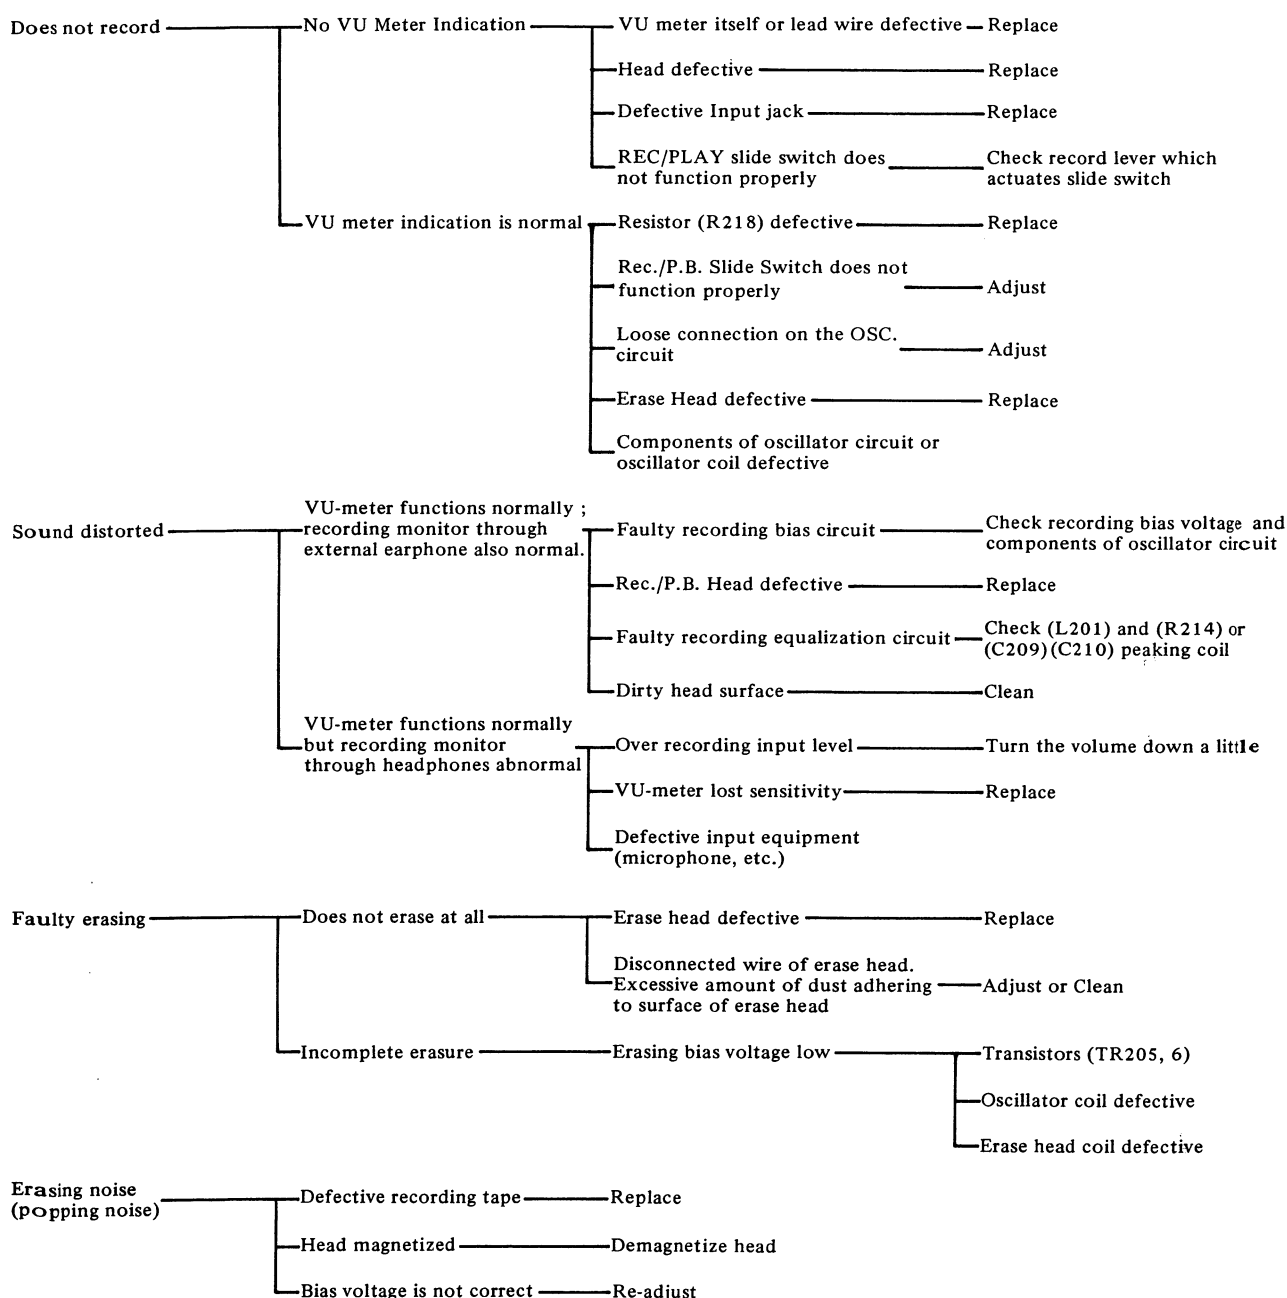 Does not record
No VU Meter Indication
VU meter itself or lead wire defective
Replace
Head defective
Replace
Defective Input jack
Replace
REC/PLAY slide switch does
not function properly
Check record lever which
actuates slide switch
VU meter indication is normal
Resistor (R218) defective
Replace
Rec./P.B. Slide Switch does not
function properly
Adjust
Loose connection on the OSC.
circuit
Adjust
Erase Head defective
Replace
Components of oscillator circuit or
oscillator coil defective
Sound distorted
VU-meter functions normally ;
recording monitor through
external earphone also normal.
Faulty recording bias circuit
Check recording bias voltage and
components of oscillator circuit
Rec./P.B. Head defective
Replace
Faulty recording equalization circuit
Check (L201) and (R214) or
(C209)(C210) peaking coil
Dirty head surface
Clean
VU-meter functions normally
but recording monitor
through headphones abnormal
Over recording input level
Turn the volume down a little
VU-meter lost sensitivity
Replace
Defective input equipment
(microphone, etc.)
Faulty erasing
Does not erase at all
Erase head defective
Replace
Disconnected wire of erase head.
Excessive amount of dust adhering
to surface of erase head
Adjust or Clean
Incomplete erasure
Erasing bias voltage low
Transistors (TR205, 6)
Oscillator coil defective
Erase head coil defective
Erasing noise
(popping noise)
Defective recording tape
Replace
Head magnetized
Demagnetize head
Bias voltage is not correct
Re-adjust